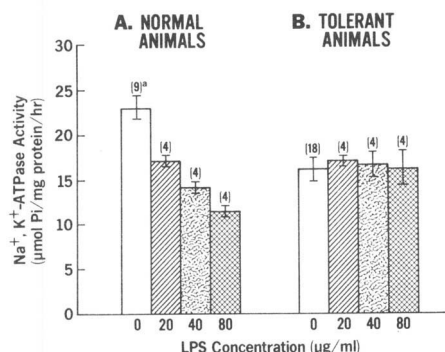 A. NORMAL ANIMALS
B. TOLERANT ANIMALS
Na+, K+-ATPase Activity
(µmol Pi/mg protein/hr)
30
25
20
15
10
5
0
(9)a
(4)
(4)
(4)
(18)
(4)
(4)
(4)
0 20 40 80 0 20 40 80
LPS Concentration (ug/ml)